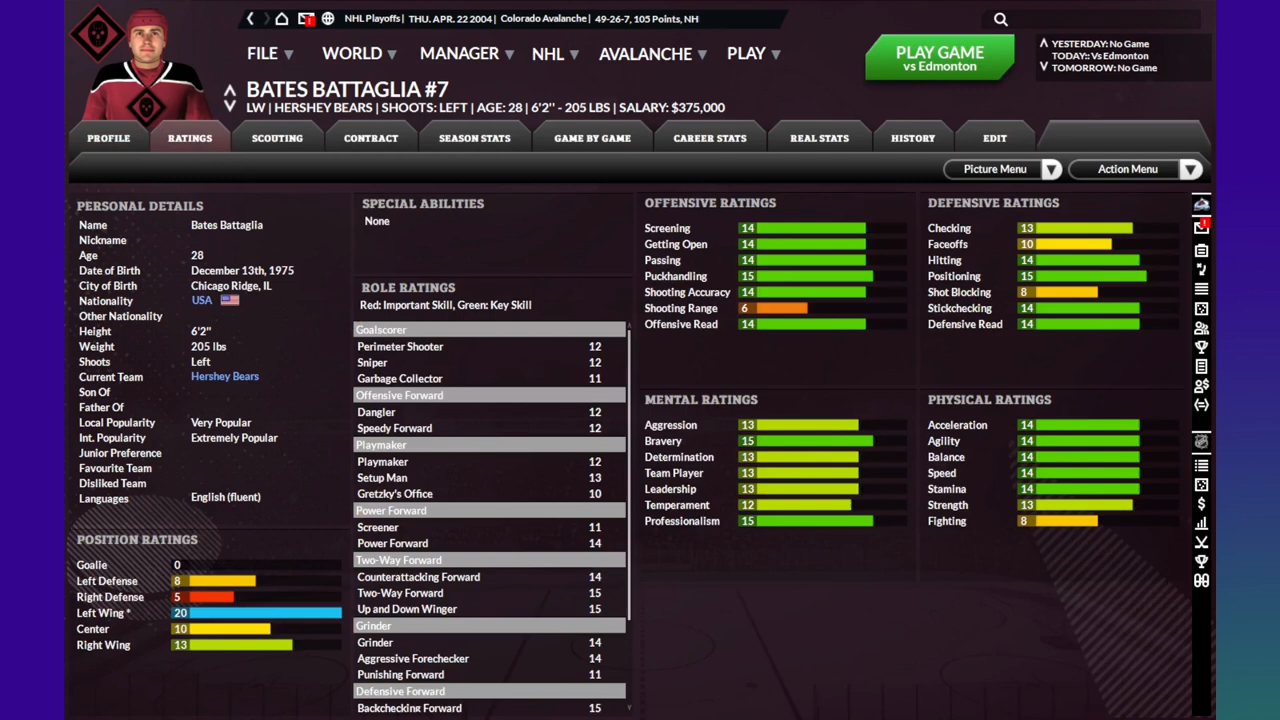 NHL Playoffs | THU. APR. 22 2004 | Colorado Avalanche | 49-26-7, 105 Points, NH
FILE WORLD MANAGER NHL AVALANCHE PLAY
PLAY GAME
vs Edmonton
YESTERDAY: No Game
TODAY:: Vs Edmonton
TOMORROW: No Game
BATES BATTAGLIA #7
LW | HERSHEY BEARS | SHOOTS: LEFT | AGE: 28 | 6'2" - 205 LBS | SALARY: $375,000
PROFILE RATINGS SCOUTING CONTRACT SEASON STATS GAME BY GAME CAREER STATS REAL STATS HISTORY EDIT
Picture Menu Action Menu
PERSONAL DETAILS
Name Bates Battaglia
Nickname
Age 28
Date of Birth December 13th, 1975
City of Birth Chicago Ridge, IL
Nationality USA
Other Nationality
Height 6'2"
Weight 205 lbs
Shoots Left
Current Team Hershey Bears
Son Of
Father Of
Local Popularity Very Popular
Int. Popularity Extremely Popular
Junior Preference
Favourite Team
Disliked Team
Languages English (fluent)
POSITION RATINGS
Goalie 0
Left Defense 8
Right Defense 5
Left Wing * 20
Center 10
Right Wing 13
SPECIAL ABILITIES
None
ROLE RATINGS
Red: Important Skill, Green: Key Skill
Goalscorer
Perimeter Shooter 12
Sniper 12
Garbage Collector 11
Offensive Forward
Dangler 12
Speedy Forward 12
Playmaker
Playmaker 12
Setup Man 13
Gretzky's Office 10
Power Forward
Screener 11
Power Forward 14
Two-Way Forward
Counterattacking Forward 14
Two-Way Forward 15
Up and Down Winger 15
Grinder
Grinder 14
Aggressive Forechecker 14
Punishing Forward 11
Defensive Forward
Backchecking Forward 15
OFFENSIVE RATINGS
Screening 14
Getting Open 14
Passing 14
Puckhandling 15
Shooting Accuracy 14
Shooting Range 6
Offensive Read 14
DEFENSIVE RATINGS
Checking 13
Faceoffs 10
Hitting 14
Positioning 15
Shot Blocking 8
Stickchecking 14
Defensive Read 14
MENTAL RATINGS
Aggression 13
Bravery 15
Determination 13
Team Player 13
Leadership 13
Temperament 12
Professionalism 15
PHYSICAL RATINGS
Acceleration 14
Agility 14
Balance 14
Speed 14
Stamina 14
Strength 13
Fighting 8